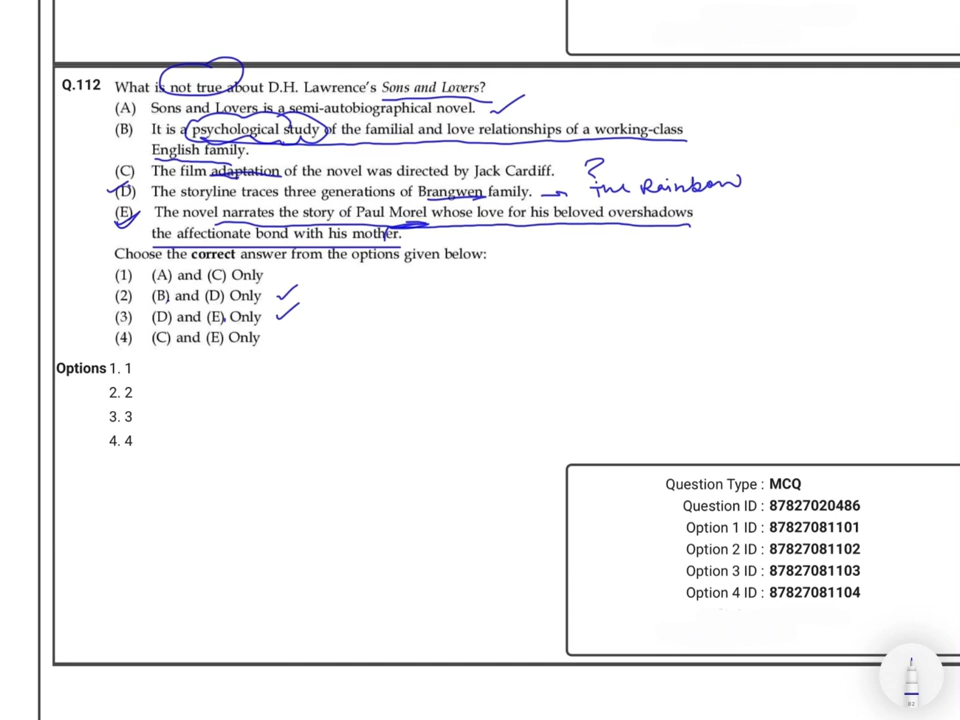 Q.112 What is not true about D.H. Lawrence's Sons and Lovers?
(A) Sons and Lovers is a semi-autobiographical novel.
(B) It is a psychological study of the familial and love relationships of a working-class
English family.
(C) The film adaptation of the novel was directed by Jack Cardiff. ?
(D) The storyline traces three generations of Brangwen family. → The Rainbow
(E) The novel narrates the story of Paul Morel whose love for his beloved overshadows
the affectionate bond with his mother.
Choose the correct answer from the options given below:
(1) (A) and (C) Only
(2) (B) and (D) Only
(3) (D) and (E) Only
(4) (C) and (E) Only
Options 1. 1
2. 2
3. 3
4. 4
Question Type : MCQ
Question ID : 87827020486
Option 1 ID : 87827081101
Option 2 ID : 87827081102
Option 3 ID : 87827081103
Option 4 ID : 87827081104